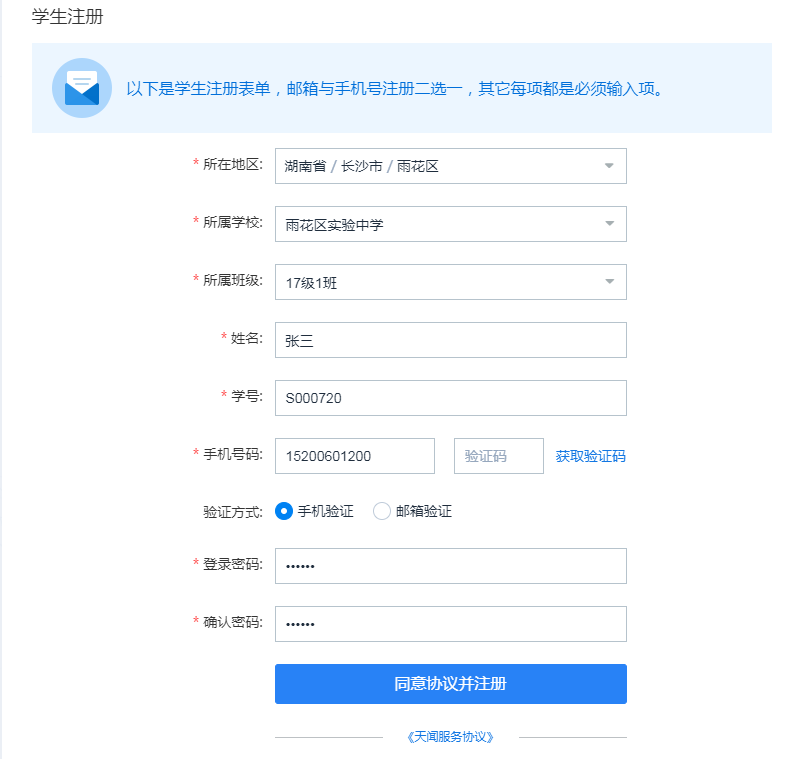 学生注册
以下是学生注册表单，邮箱与手机号注册二选一，其它每项都是必须输入项。
* 所在地区: 湖南省 / 长沙市 / 雨花区
* 所属学校: 雨花区实验中学
* 所属班级: 17级1班
* 姓名: 张三
* 学号: S000720
* 手机号码: 15200601200 验证码 获取验证码
验证方式: 手机验证 邮箱验证
* 登录密码: ••••••
* 确认密码: ••••••
同意协议并注册
《天闻服务协议》